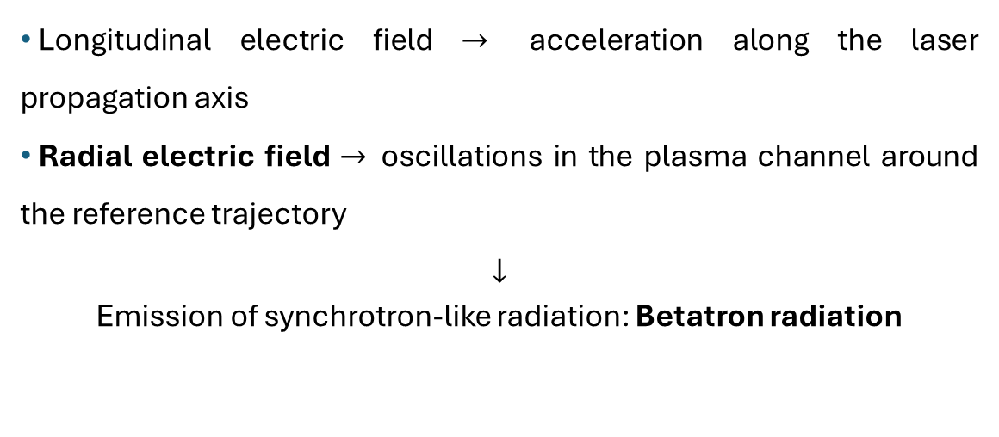 • Longitudinal electric field → acceleration along the laser
propagation axis
• Radial electric field → oscillations in the plasma channel around
the reference trajectory
↓
Emission of synchrotron-like radiation: Betatron radiation